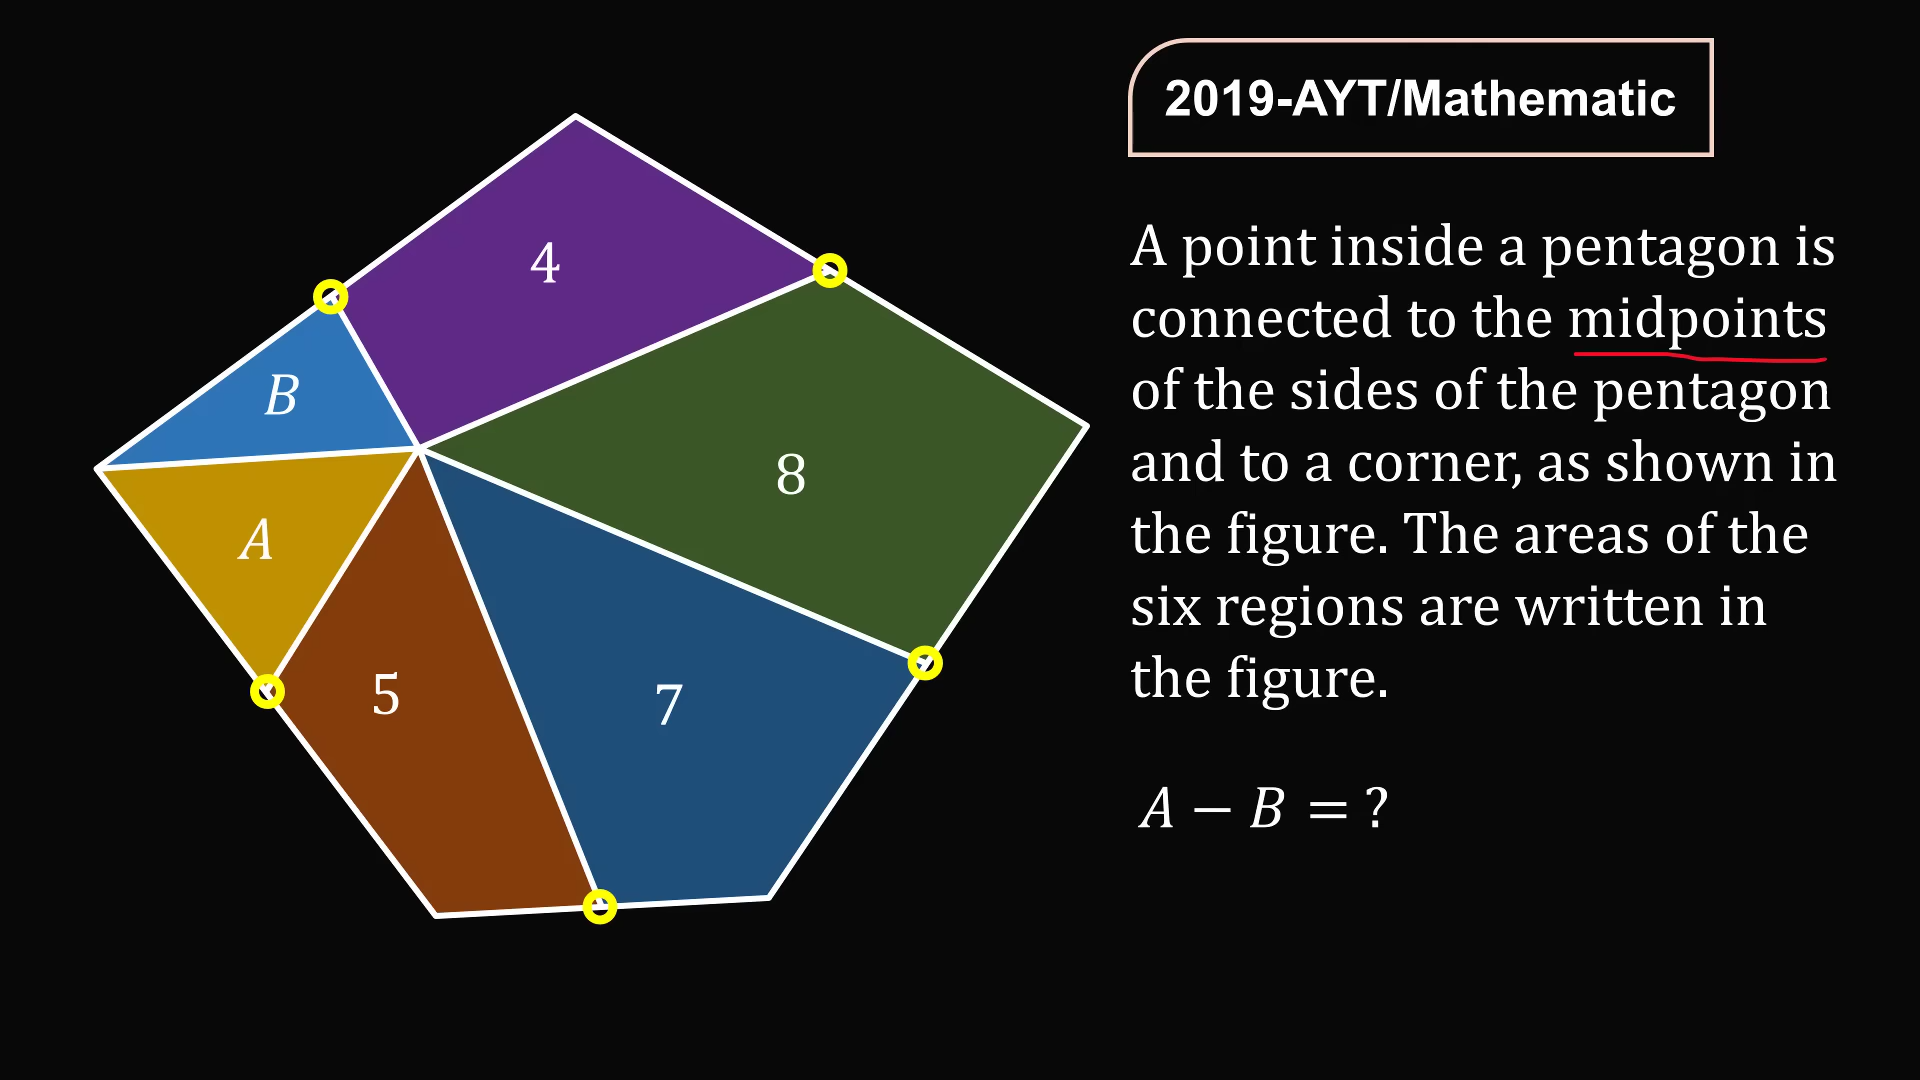 2019-AYT/Mathematic
A point inside a pentagon is
connected to the midpoints
of the sides of the pentagon
and to a corner, as shown in
the figure. The areas of the
six regions are written in
the figure.
A − B = ?
4
B
8
A
5
7